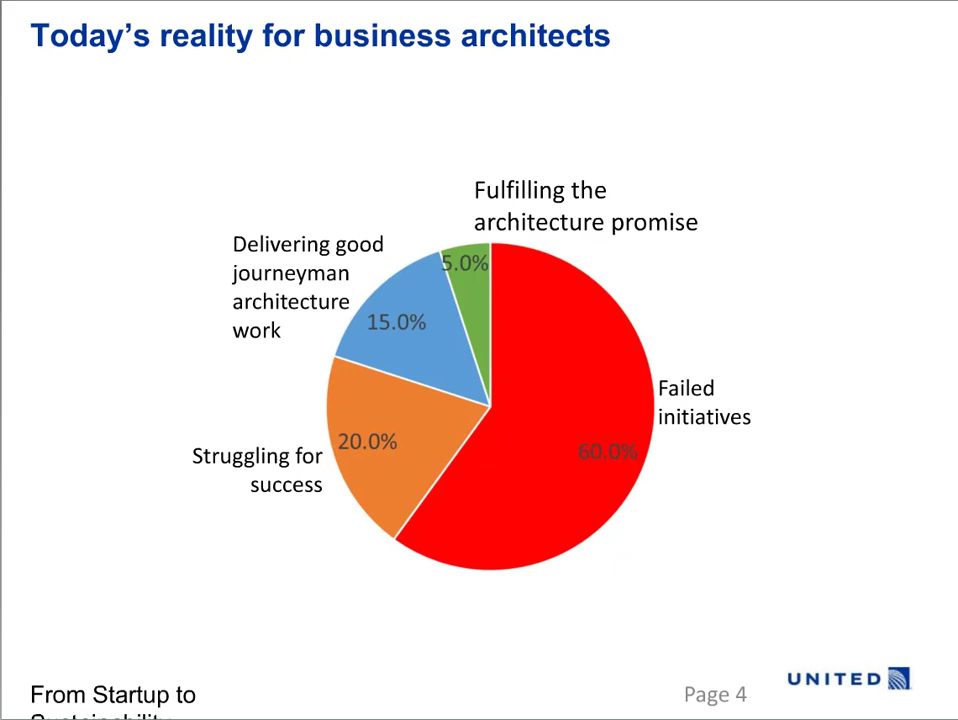 Today’s reality for business architects
Fulfilling the
architecture promise
Delivering good
journeyman
architecture
work
5.0%
15.0%
Failed
initiatives
60.0%
20.0%
Struggling for
success
From Startup to
Sustainability
Page 4
UNITED